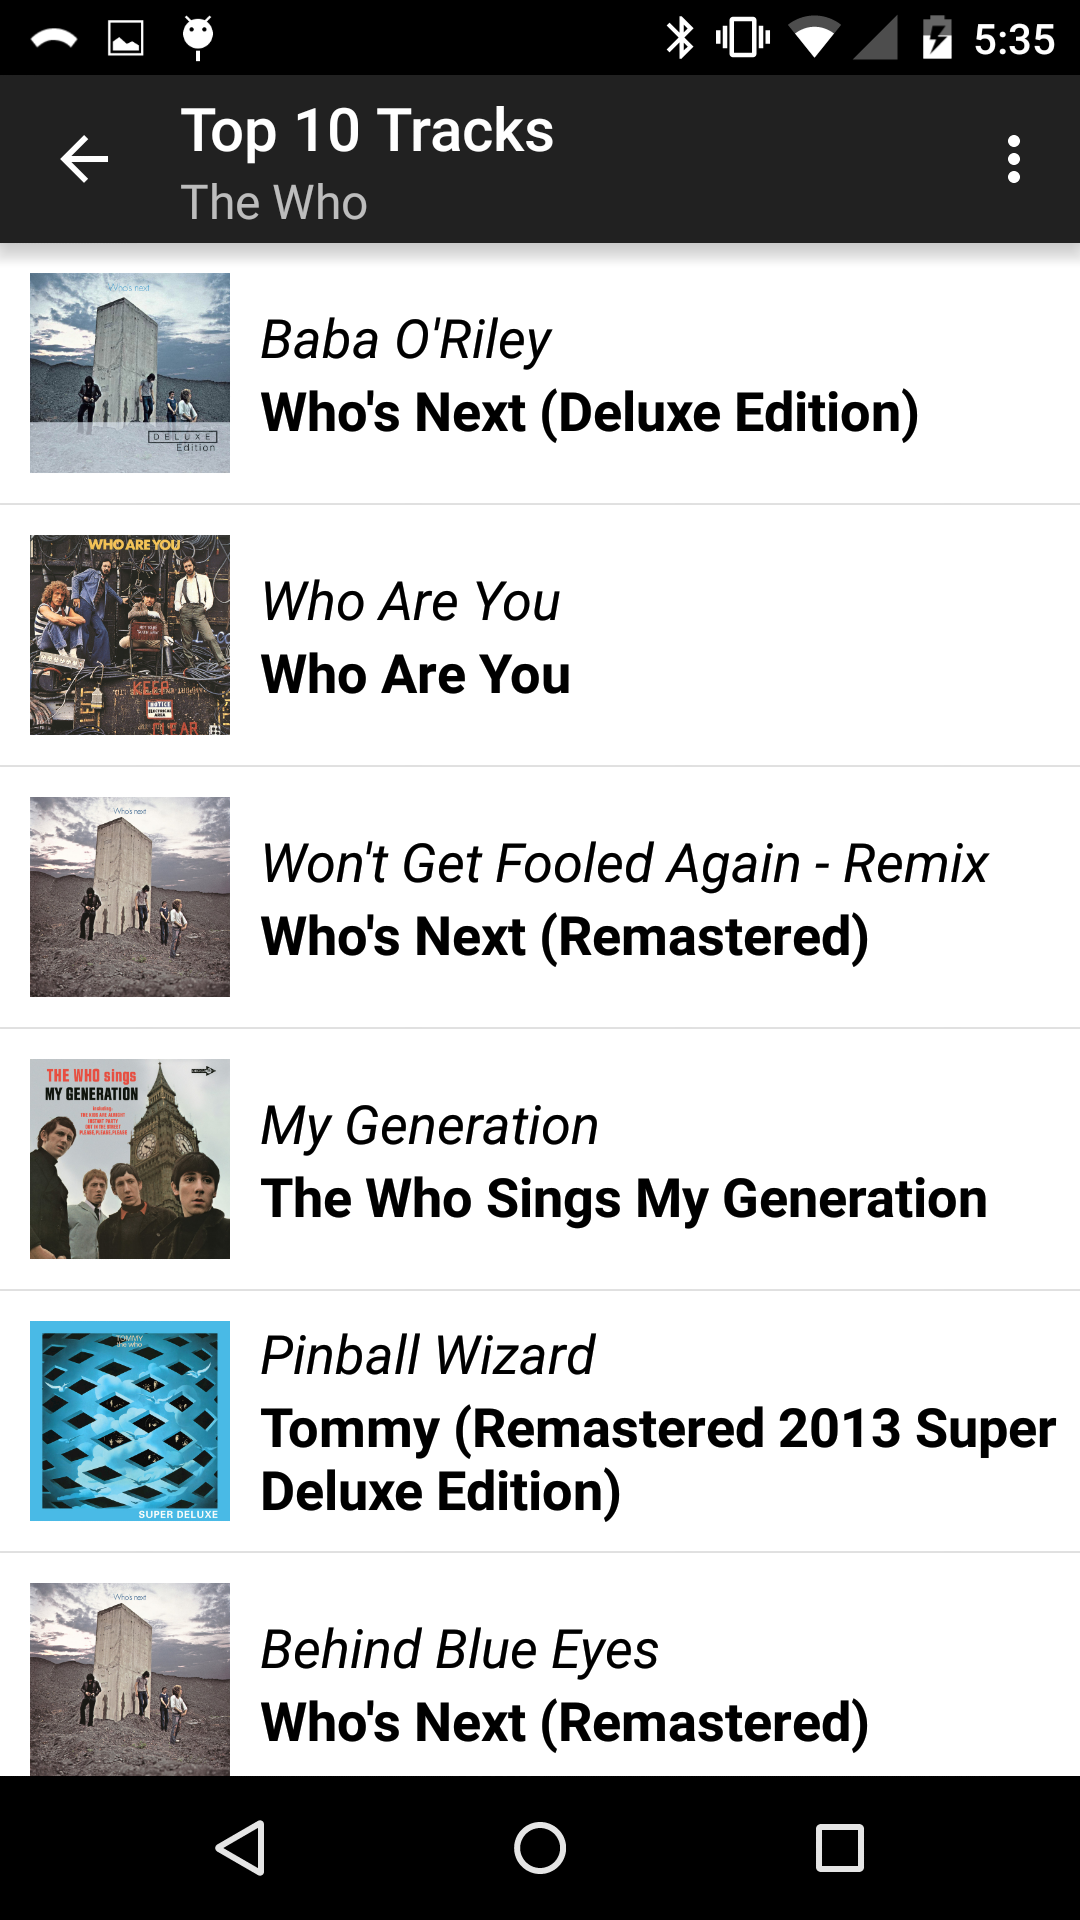 5:35
Top 10 Tracks
The Who
Who's next
DELUXE
Edition
Baba O'Riley
Who's Next (Deluxe Edition)
WHO ARE YOU
Who Are You
Who Are You
Who's next
Won't Get Fooled Again - Remix
Who's Next (Remastered)
THE WHO sings
MY GENERATION
My Generation
The Who Sings My Generation
TOMMY
the who
SUPER DELUXE
Pinball Wizard
Tommy (Remastered 2013 Super
Deluxe Edition)
Who's next
Behind Blue Eyes
Who's Next (Remastered)